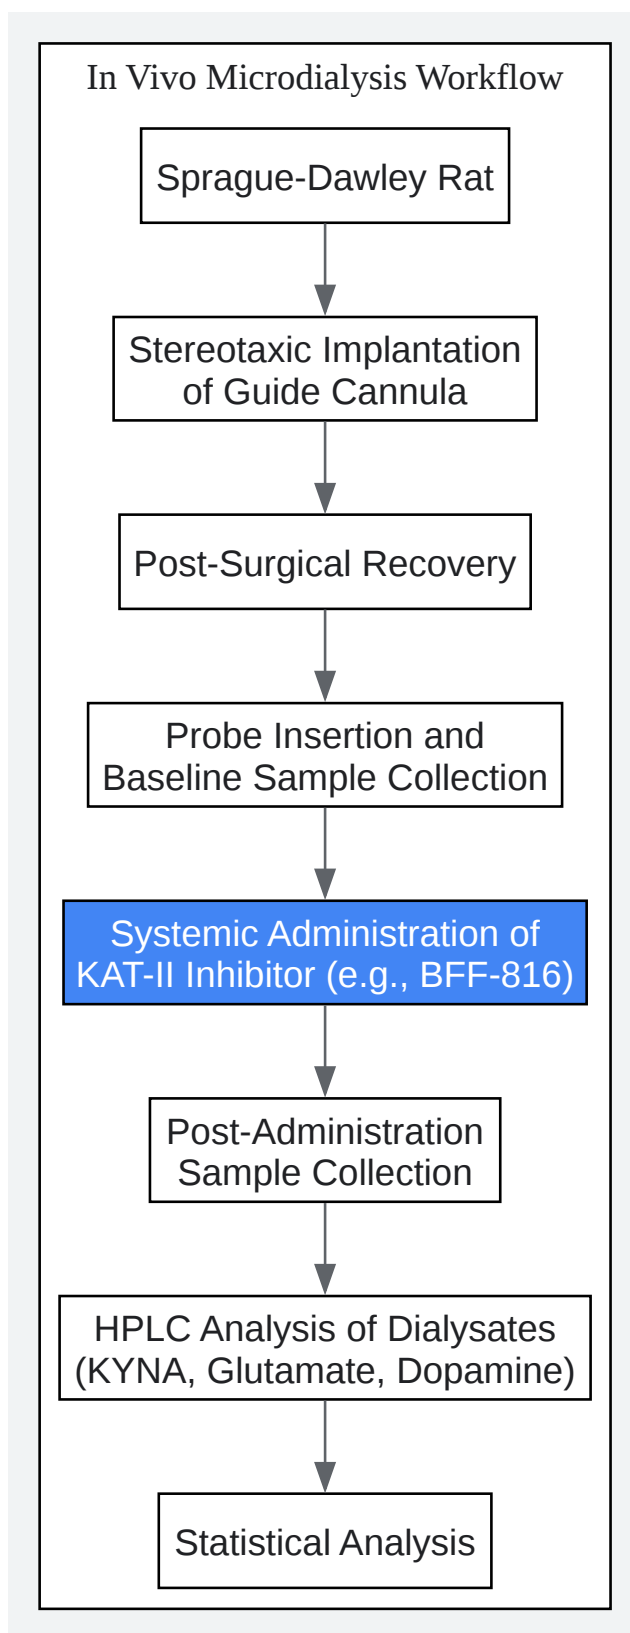 In Vivo Microdialysis Workflow
Sprague-Dawley Rat
Stereotaxic Implantation
of Guide Cannula
Post-Surgical Recovery
Probe Insertion and
Baseline Sample Collection
Systemic Administration of
KAT-II Inhibitor (e.g., BFF-816)
Post-Administration
Sample Collection
HPLC Analysis of Dialysates
(KYNA, Glutamate, Dopamine)
Statistical Analysis